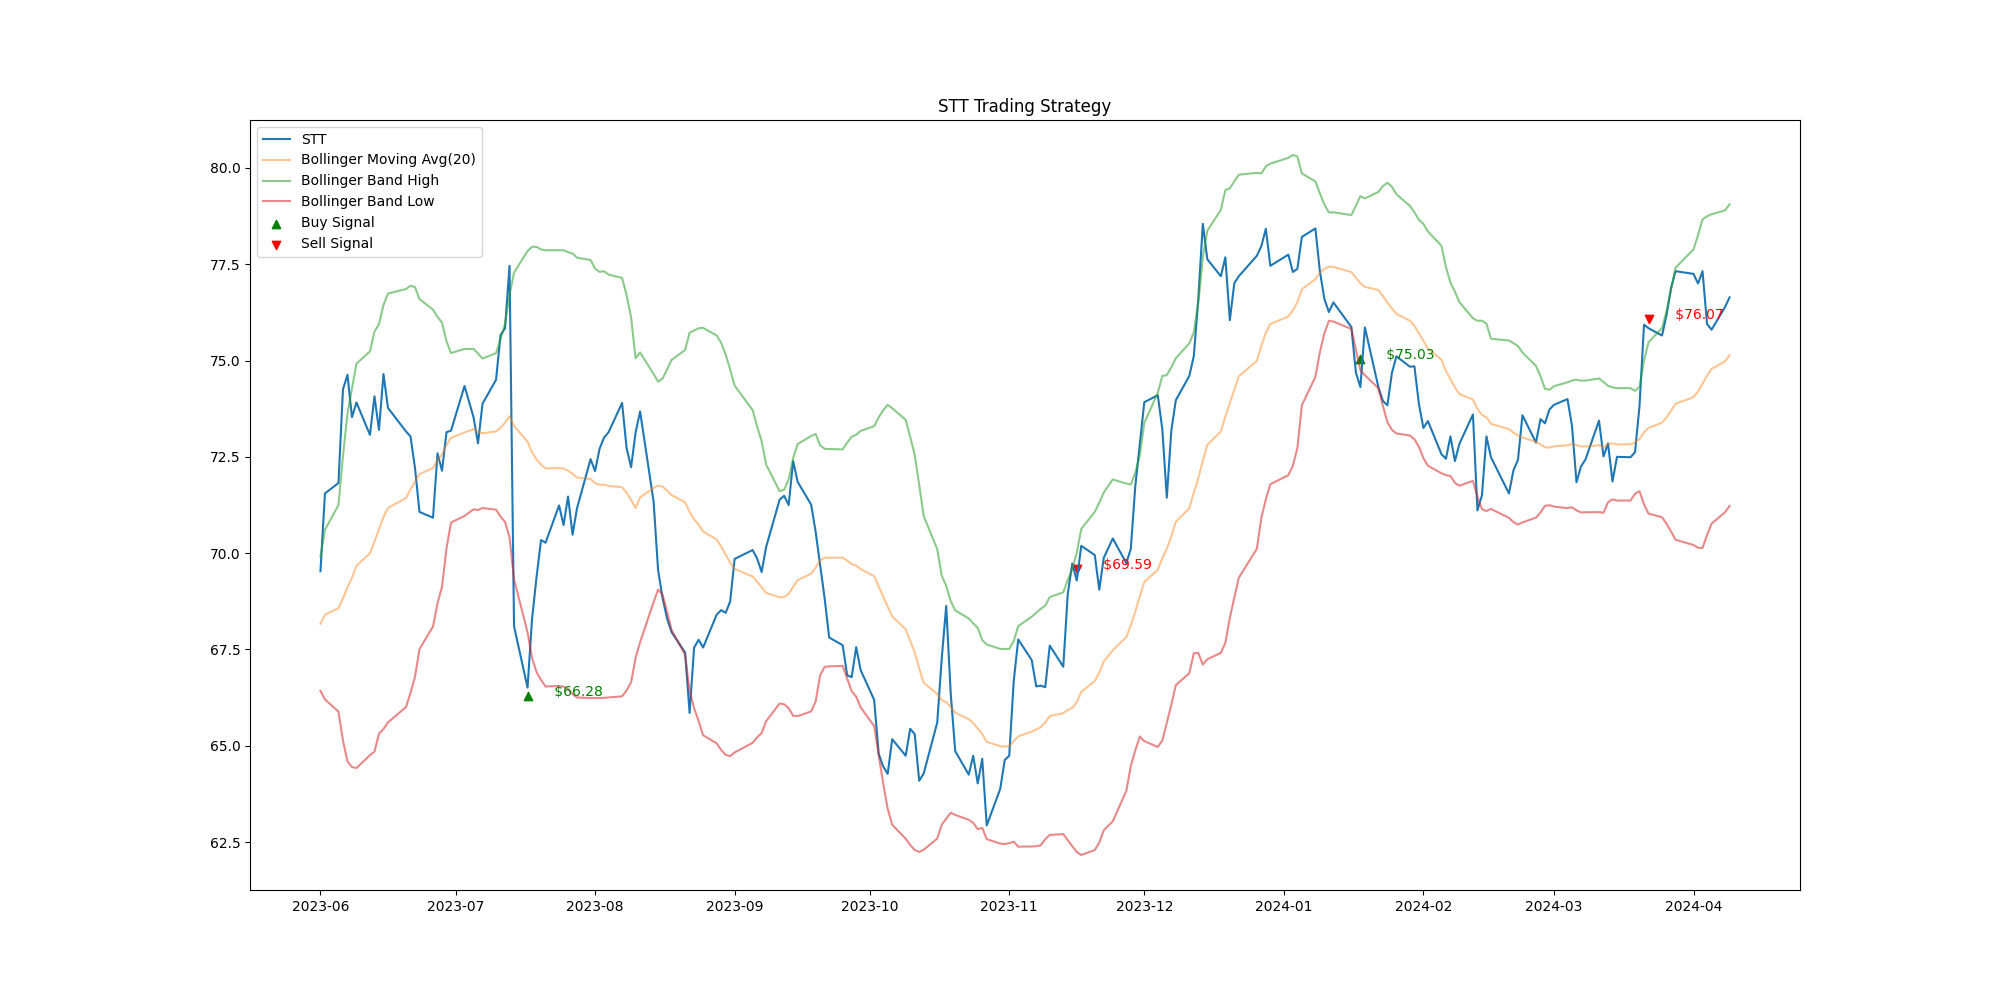 STT Trading Strategy
STT
Bollinger Moving Avg(20)
Bollinger Band High
Bollinger Band Low
Buy Signal
Sell Signal
80.0
77.5
75.0
72.5
70.0
67.5
65.0
62.5
$76.07
$75.03
$69.59
$66.28
2023-06 2023-07 2023-08 2023-09 2023-10 2023-11 2023-12 2024-01 2024-02 2024-03 2024-04